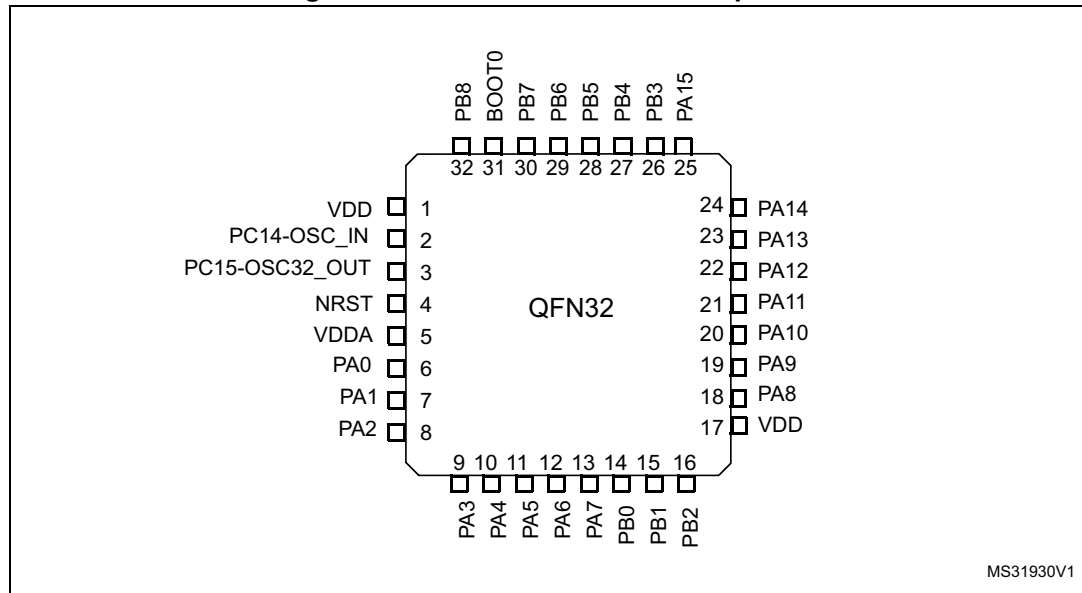 PB8
BOOT0
PB7
PB6
PB5
PB4
PB3
PA15
32 31 30 29 28 27 26 25
VDD 1
PC14-OSC_IN 2
PC15-OSC32_OUT 3
NRST 4
VDDA 5
PA0 6
PA1 7
PA2 8
QFN32
24 PA14
23 PA13
22 PA12
21 PA11
20 PA10
19 PA9
18 PA8
17 VDD
9 10 11 12 13 14 15 16
PA3
PA4
PA5
PA6
PA7
PB0
PB1
PB2
MS31930V1